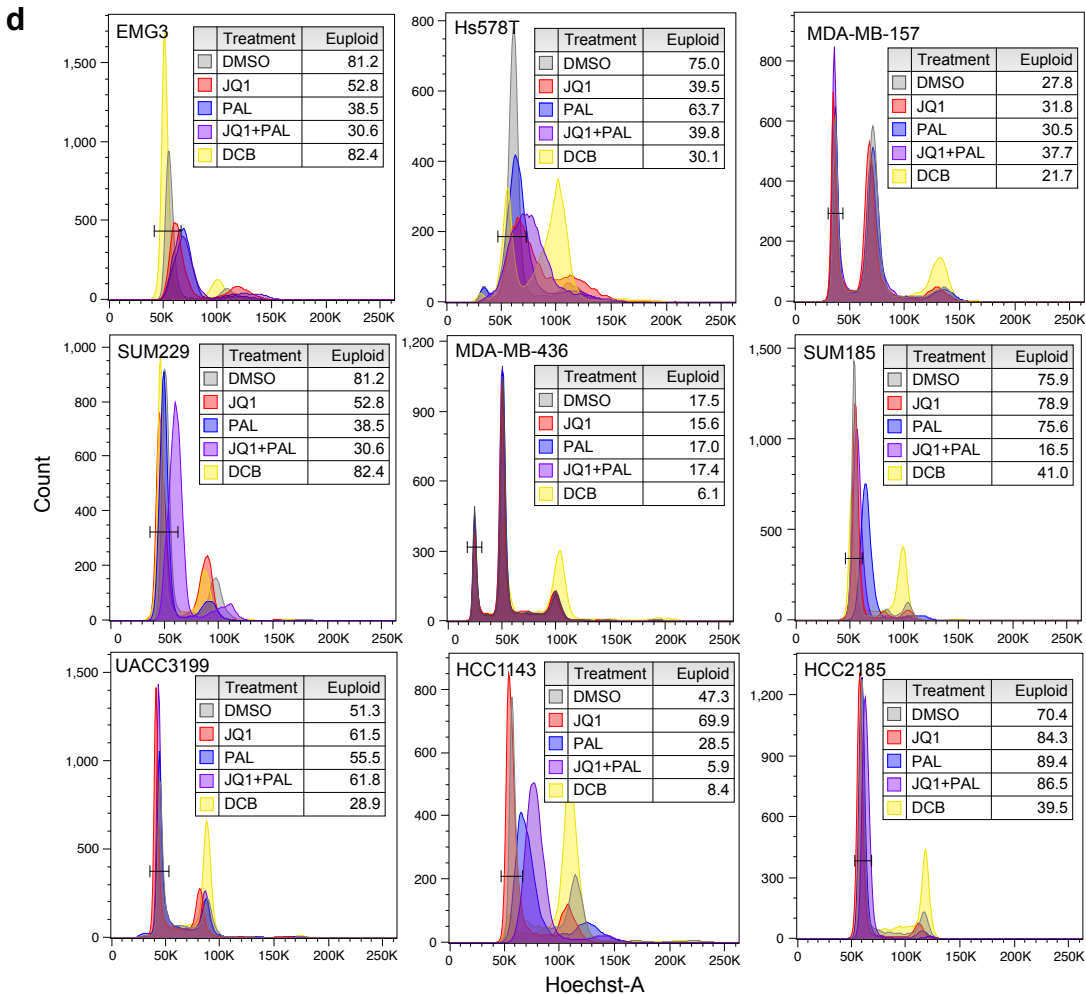 d
EMG3
Treatment Euploid
DMSO 81.2
JQ1 52.8
PAL 38.5
JQ1+PAL 30.6
DCB 82.4
1,500
1,000
500
0
0 50K 100K 150K 200K 250K
Hs578T
Treatment Euploid
DMSO 75.0
JQ1 39.5
PAL 63.7
JQ1+PAL 39.8
DCB 30.1
800
600
400
200
0
0 50K 100K 150K 200K 250K
MDA-MB-157
Treatment Euploid
DMSO 27.8
JQ1 31.8
PAL 30.5
JQ1+PAL 37.7
DCB 21.7
800
600
400
200
0
0 50K 100K 150K 200K 250K
Count
SUM229
Treatment Euploid
DMSO 81.2
JQ1 52.8
PAL 38.5
JQ1+PAL 30.6
DCB 82.4
1,000
800
600
400
200
0
0 50K 100K 150K 200K 250K
MDA-MB-436
Treatment Euploid
DMSO 17.5
JQ1 15.6
PAL 17.0
JQ1+PAL 17.4
DCB 6.1
1,200
900
600
300
0
0 50K 100K 150K 200K 250K
SUM185
Treatment Euploid
DMSO 75.9
JQ1 78.9
PAL 75.6
JQ1+PAL 16.5
DCB 41.0
1,500
1,000
500
0
0 50K 100K 150K 200K 250K
UACC3199
Treatment Euploid
DMSO 51.3
JQ1 61.5
PAL 55.5
JQ1+PAL 61.8
DCB 28.9
1,500
1,000
500
0
0 50K 100K 150K 200K 250K
HCC1143
Treatment Euploid
DMSO 47.3
JQ1 69.9
PAL 28.5
JQ1+PAL 5.9
DCB 8.4
800
600
400
200
0
0 50K 100K 150K 200K 250K
HCC2185
Treatment Euploid
DMSO 70.4
JQ1 84.3
PAL 89.4
JQ1+PAL 86.5
DCB 39.5
1,200
900
600
300
0
0 50K 100K 150K 200K 250K
Hoechst-A